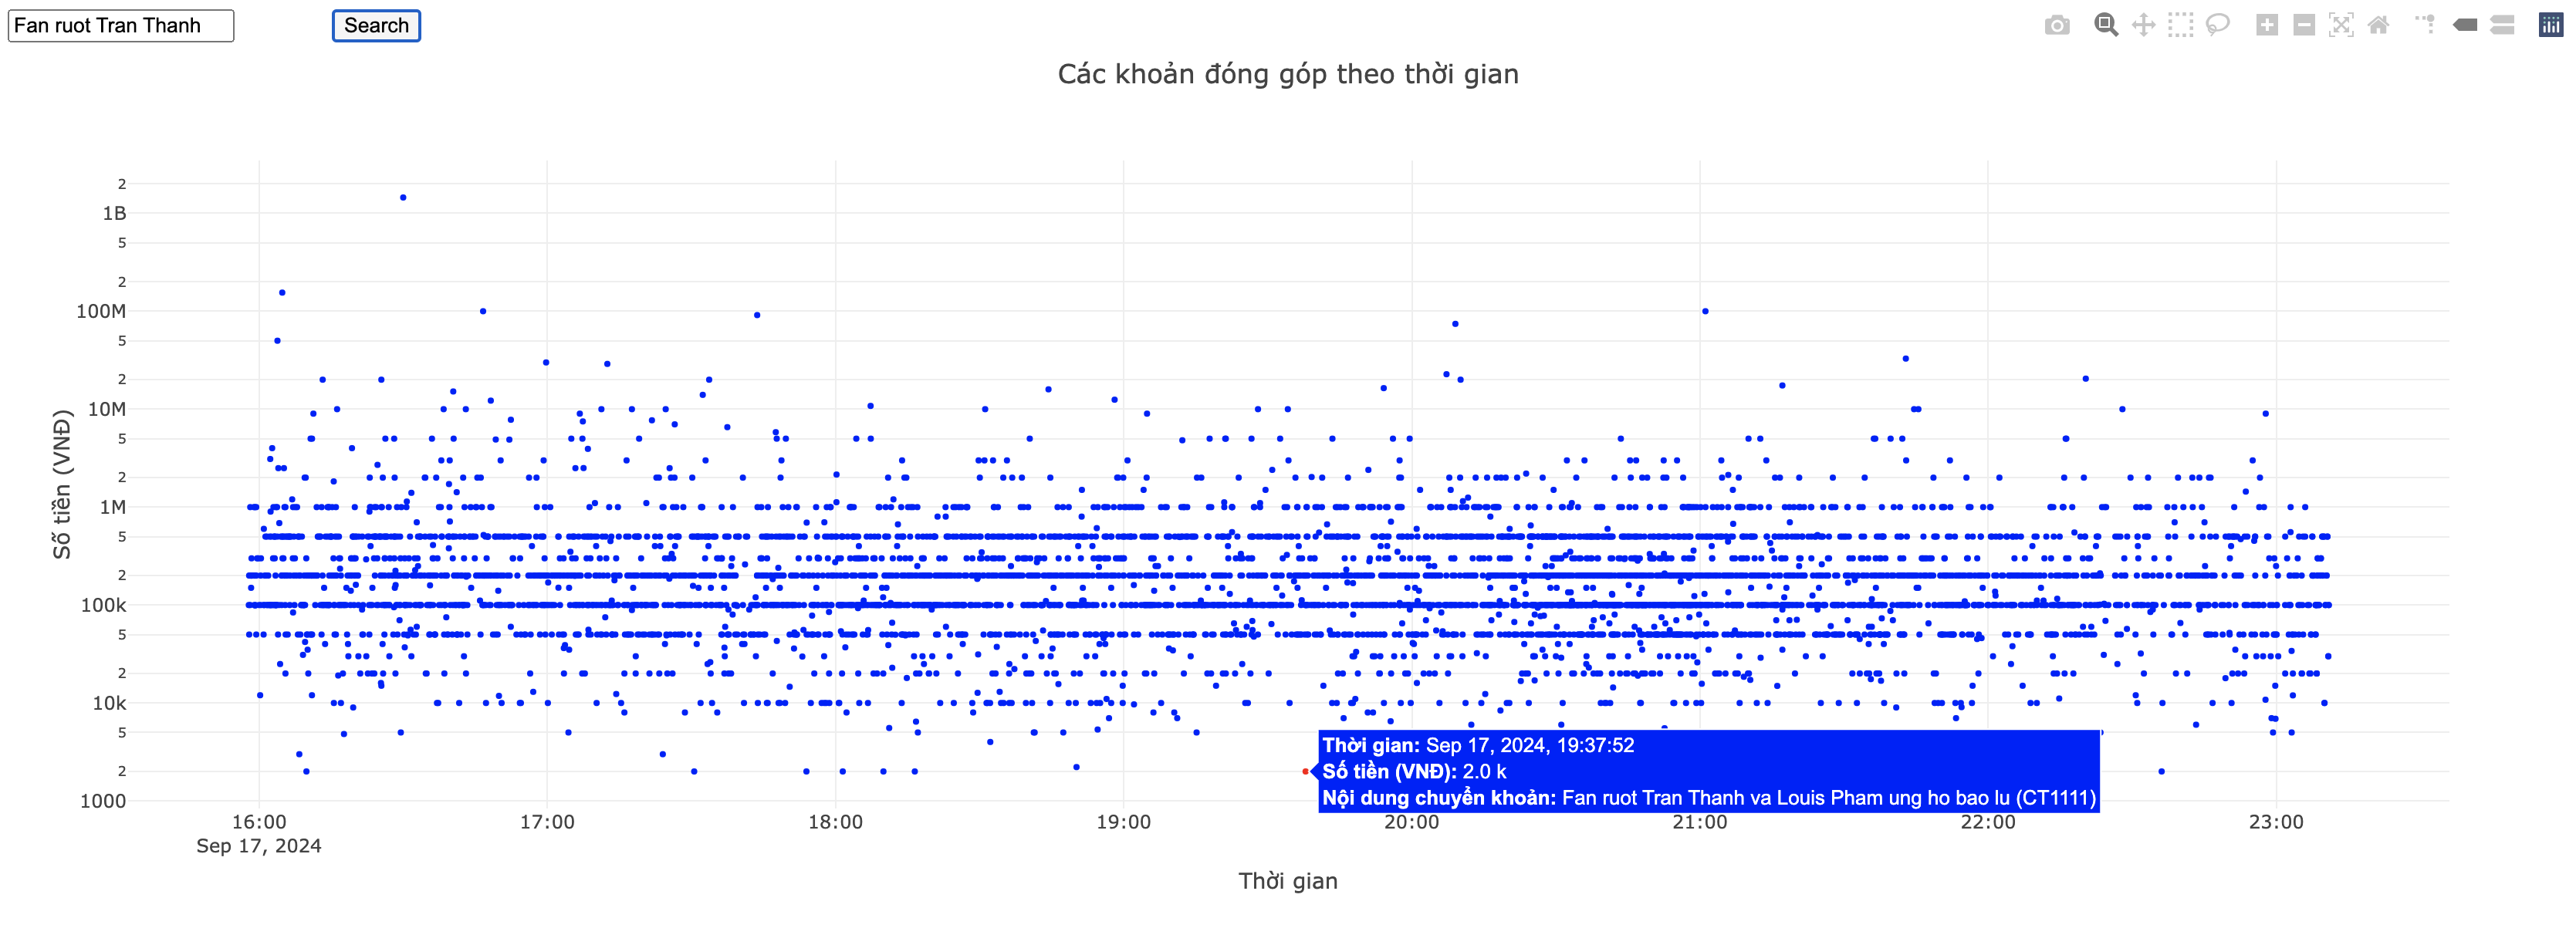 Fan ruot Tran Thanh
Search
Các khoản đóng góp theo thời gian
Số tiền (VNĐ)
2
1B
5
2
100M
5
2
10M
5
2
1M
5
2
100k
5
2
10k
5
2
1000
Thời gian: Sep 17, 2024, 19:37:52
Số tiền (VNĐ): 2.0 k
Nội dung chuyển khoản: Fan ruot Tran Thanh va Louis Pham ung ho bao lu (CT1111)
16:00 17:00 18:00 19:00 20:00 21:00 22:00 23:00
Sep 17, 2024
Thời gian